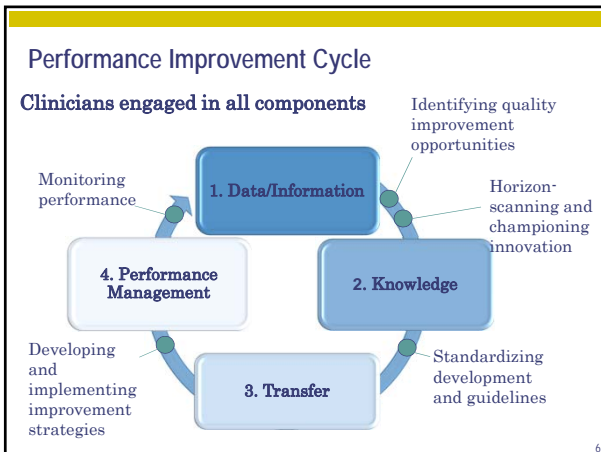 Performance Improvement Cycle
Clinicians engaged in all components
Identifying quality
improvement
opportunities
Monitoring
performance
1. Data/Information
Horizon-
scanning and
championing
innovation
4. Performance
Management
2. Knowledge
Developing
and
implementing
improvement
strategies
3. Transfer
Standardizing
development
and guidelines
6